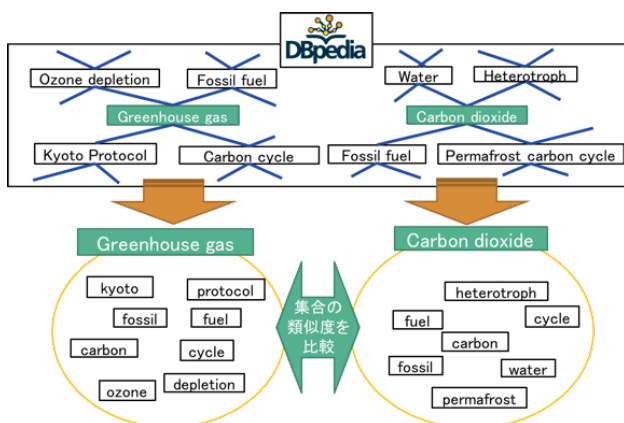 DBpedia
Ozone depletion
Fossil fuel
Water
Heterotroph
Greenhouse gas
Carbon dioxide
Kyoto Protocol
Carbon cycle
Fossil fuel
Permafrost carbon cycle
Greenhouse gas
Carbon dioxide
kyoto
protocol
fossil
fuel
carbon
cycle
ozone
depletion
集合の
類似度を
比較
heterotroph
fuel
cycle
carbon
fossil
water
permafrost